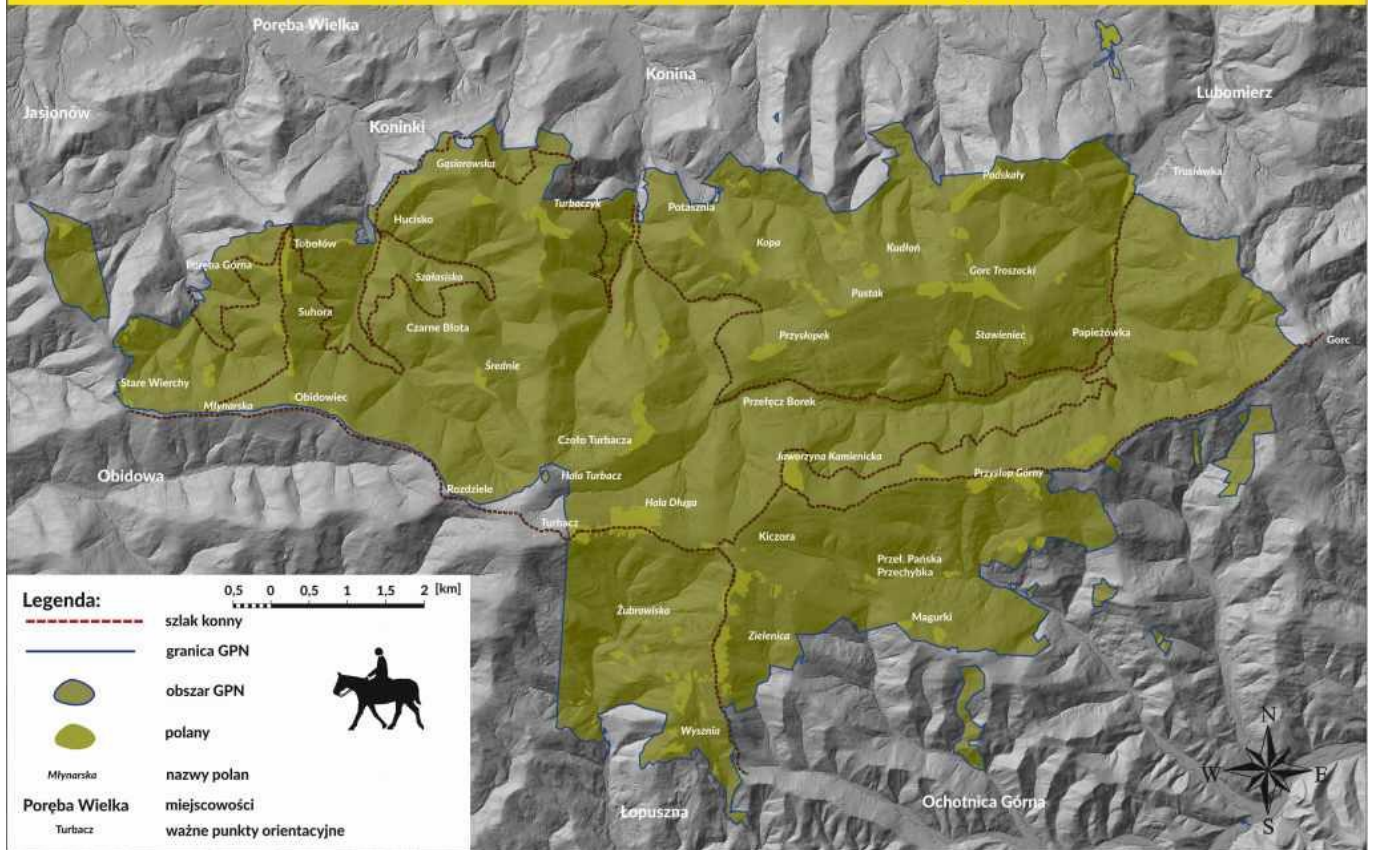 Poręba Wielka
Konina
Jasionów
Lubomierz
Koninki
Gąsiorowska
Trusiówka
Podskały
Turbaczyk
Potasznia
Hucisko
Tobołów
Kopa
Kudłoń
Poręba Górna
Szałasisko
Gorc Troszacki
Pustak
Suhora
Czarne Błota
Przysłopek
Stawieniec
Papieżówka
Gorc
Średnie
Stare Wierchy
Młynarska
Obidowiec
Przełęcz Borek
Czoło Turbacza
Jaworzyna Kamienicka
Obidowa
Hala Turbacz
Przysłop Górny
Rozdziele
Hala Długa
Turbacz
Kiczora
Przeł. Pańska
Przechybka
Żubrowisko
Magurki
Zielenica
Wysznia
Łopuszna
Ochotnica Górna
N
W E
S
Legenda:
0,5 0 0,5 1 1,5 2 [km]
szlak konny
granica GPN
obszar GPN
polany
Młynarska nazwy polan
Poręba Wielka miejscowości
Turbacz ważne punkty orientacyjne